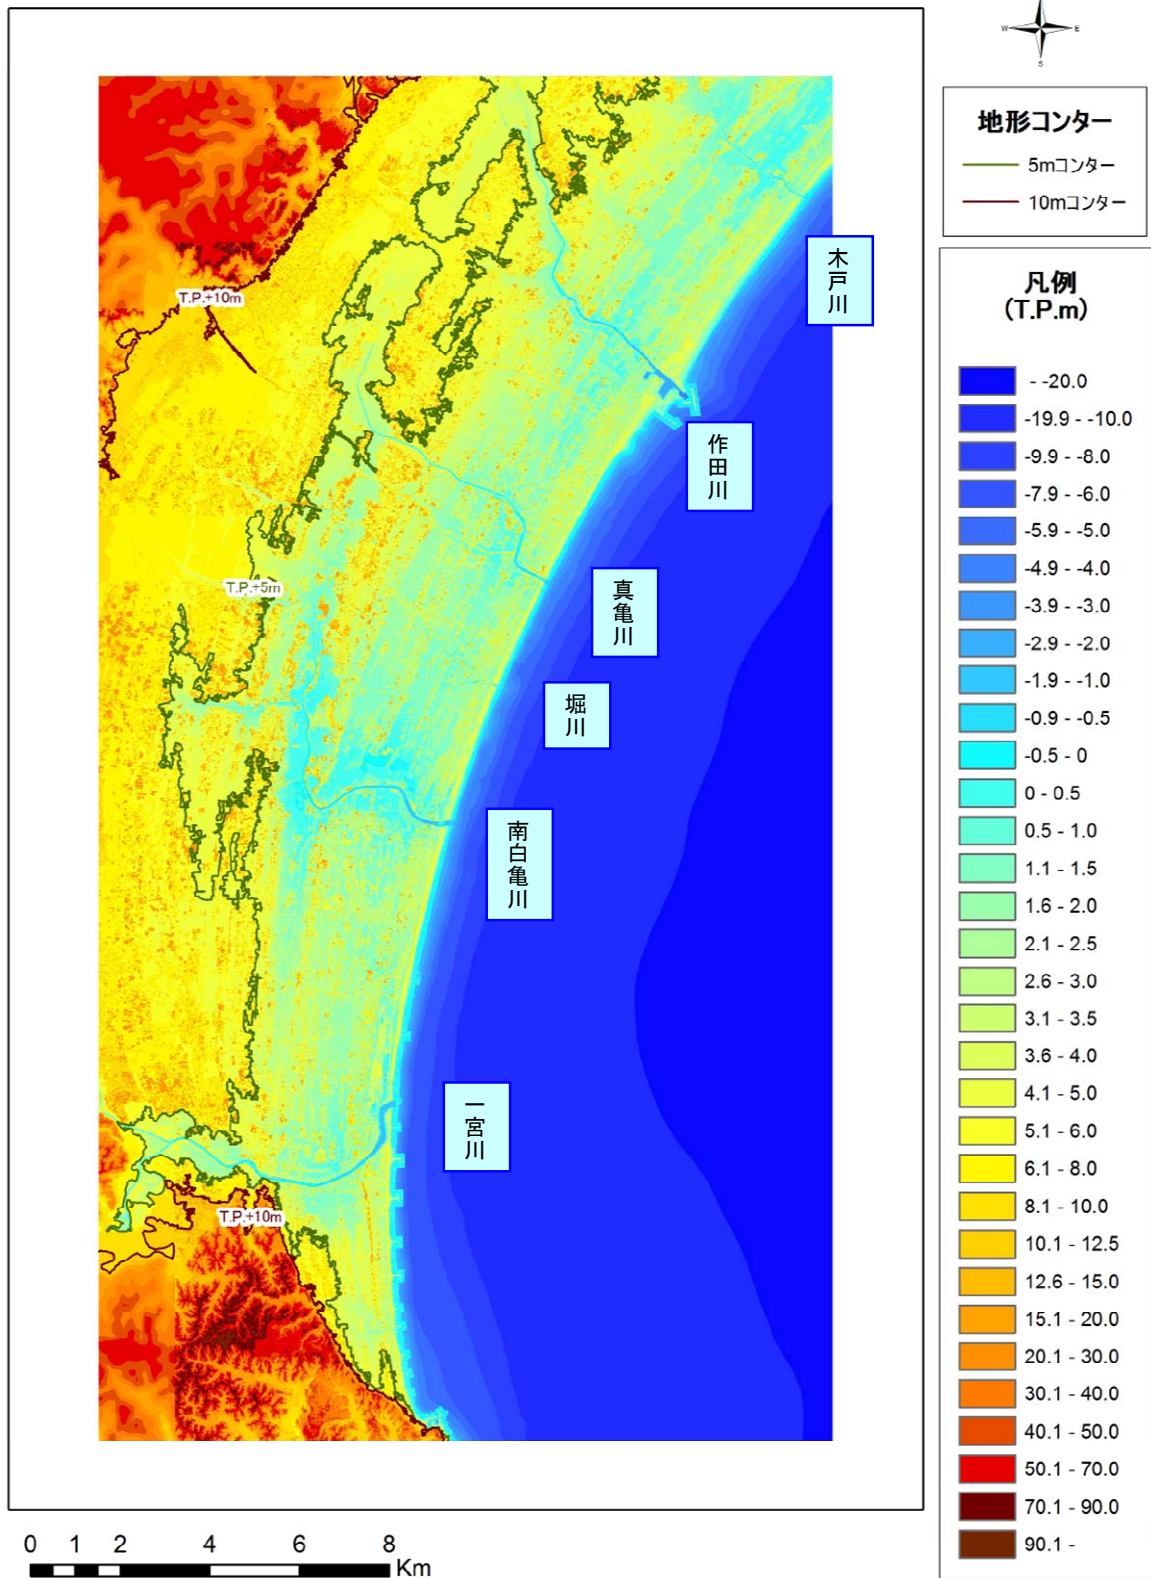 W
E
S
地形コンター
5mコンター
10mコンター
凡例
(T.P.m)
- -20.0
-19.9 - -10.0
-9.9 - -8.0
-7.9 - -6.0
-5.9 - -5.0
-4.9 - -4.0
-3.9 - -3.0
-2.9 - -2.0
-1.9 - -1.0
-0.9 - -0.5
-0.5 - 0
0 - 0.5
0.5 - 1.0
1.1 - 1.5
1.6 - 2.0
2.1 - 2.5
2.6 - 3.0
3.1 - 3.5
3.6 - 4.0
4.1 - 5.0
5.1 - 6.0
6.1 - 8.0
8.1 - 10.0
10.1 - 12.5
12.6 - 15.0
15.1 - 20.0
20.1 - 30.0
30.1 - 40.0
40.1 - 50.0
50.1 - 70.0
70.1 - 90.0
90.1 -
木戸川
T.P.+10m
作田川
真亀川
T.P.+5m
堀川
南白亀川
一宮川
T.P.+10m
0 1 2 4 6 8
Km